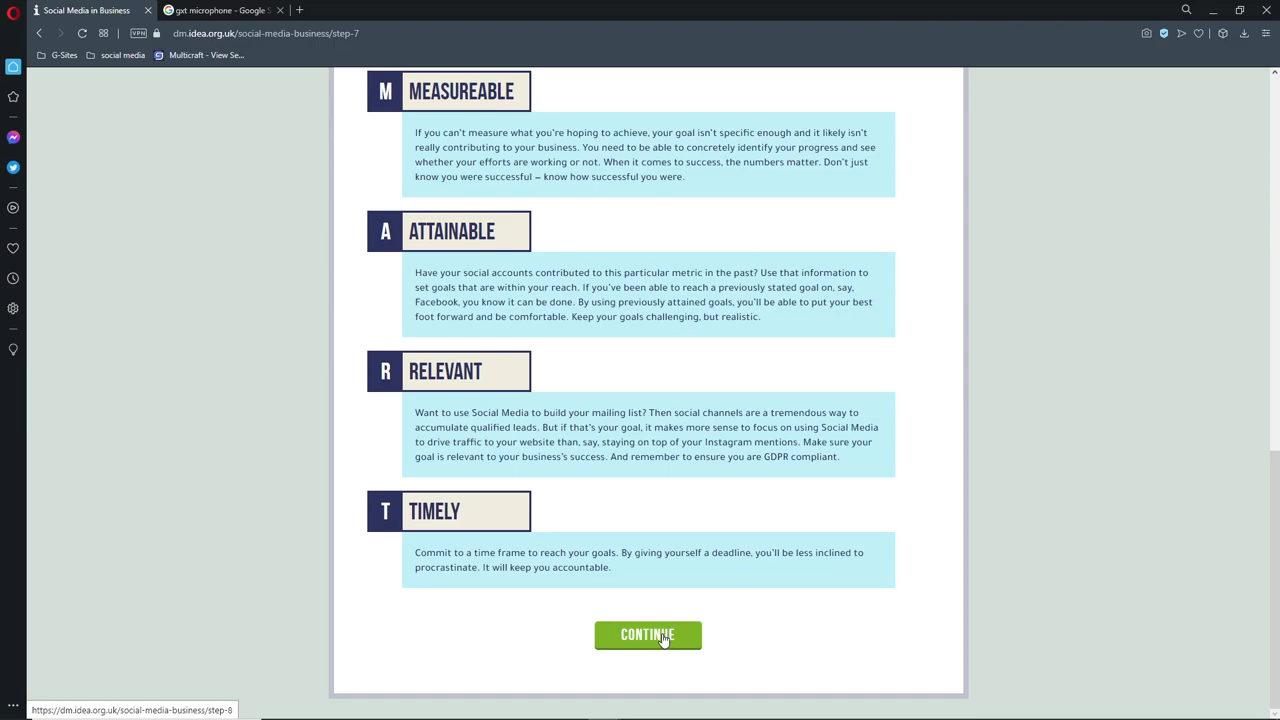 Social Media in Business
gxt microphone - Google S
VPN
dm.idea.org.uk/social-media-business/step-7
G-Sites
social media
Multicraft - View Se...
M MEASUREABLE
If you can't measure what you're hoping to achieve, your goal isn't specific enough and it likely isn't
really contributing to your business. You need to be able to concretely identify your progress and see
whether your efforts are working or not. When it comes to success, the numbers matter. Don't just
know you were successful – know how successful you were.
A ATTAINABLE
Have your social accounts contributed to this particular metric in the past? Use that information to
set goals that are within your reach. If you've been able to reach a previously stated goal on, say,
Facebook, you know it can be done. By using previously attained goals, you'll be able to put your best
foot forward and be comfortable. Keep your goals challenging, but realistic.
R RELEVANT
Want to use Social Media to build your mailing list? Then social channels are a tremendous way to
accumulate qualified leads. But if that's your goal, it makes more sense to focus on using Social Media
to drive traffic to your website than, say, staying on top of your Instagram mentions. Make sure your
goal is relevant to your business's success. And remember to ensure you are GDPR compliant.
T TIMELY
Commit to a time frame to reach your goals. By giving yourself a deadline, you'll be less inclined to
procrastinate. It will keep you accountable.
CONTINUE
https://dm.idea.org.uk/social-media-business/step-8